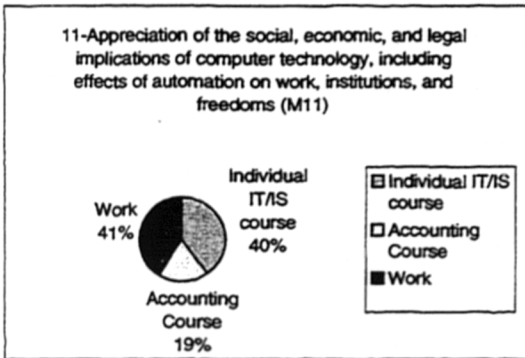 11-Appreciation of the social, economic, and legal
implications of computer technology, including
effects of automation on work, institutions, and
freedoms (M11)
Individual
IT/IS
course
40%
Work
41%
Accounting
Course
19%
Individual IT/IS
course
Accounting
Course
Work